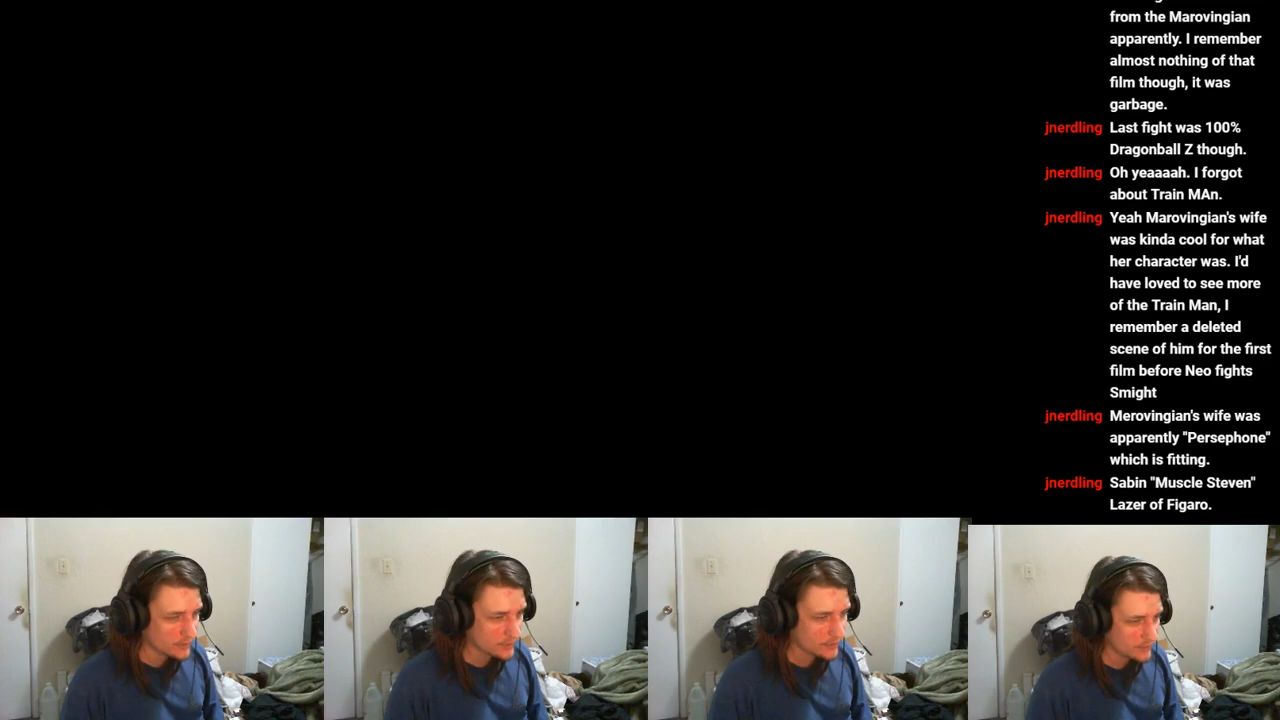 from the Marovingian
apparently. I remember
almost nothing of that
film though, it was
garbage.
jnerdling Last fight was 100%
Dragonball Z though.
jnerdling Oh yeaaaah. I forgot
about Train MAn.
jnerdling Yeah Marovingian's wife
was kinda cool for what
her character was. I'd
have loved to see more
of the Train Man, I
remember a deleted
scene of him for the first
film before Neo fights
Smight
jnerdling Merovingian's wife was
apparently "Persephone"
which is fitting.
jnerdling Sabin "Muscle Steven"
Lazer of Figaro.